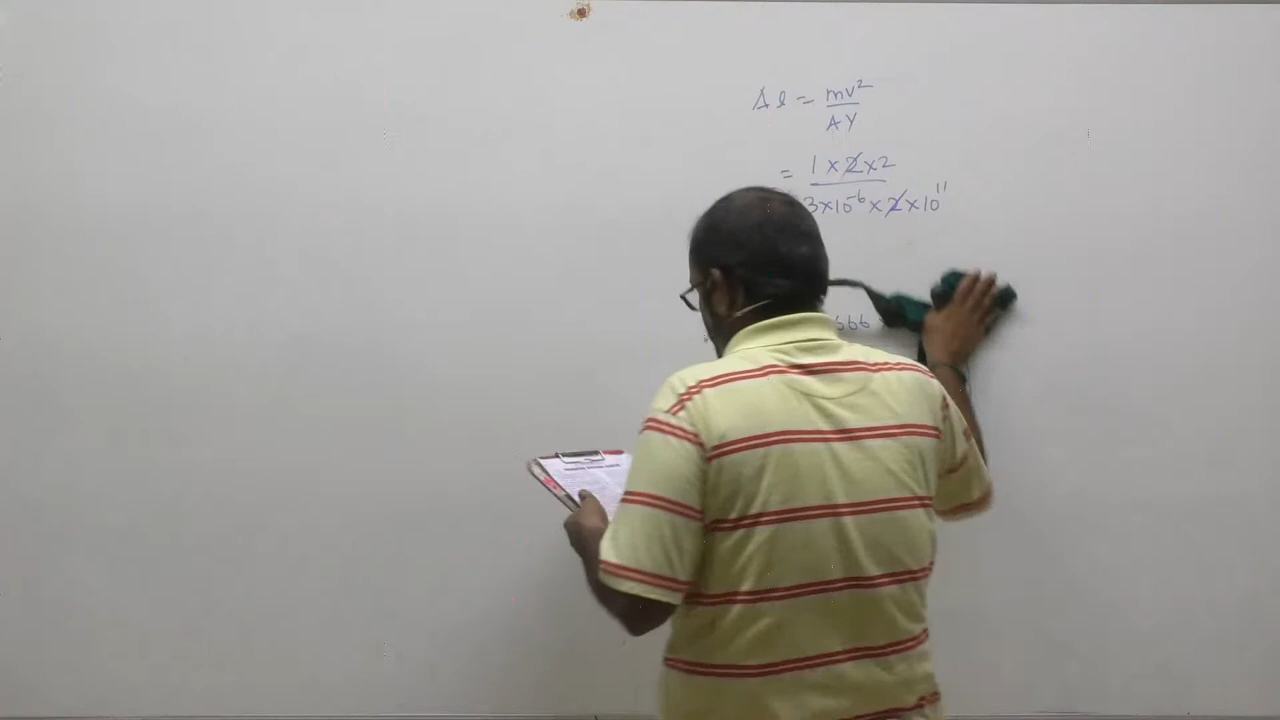 Δl = mv²/AY
= 1×2×2/3×10⁻⁶×2×10¹¹
666